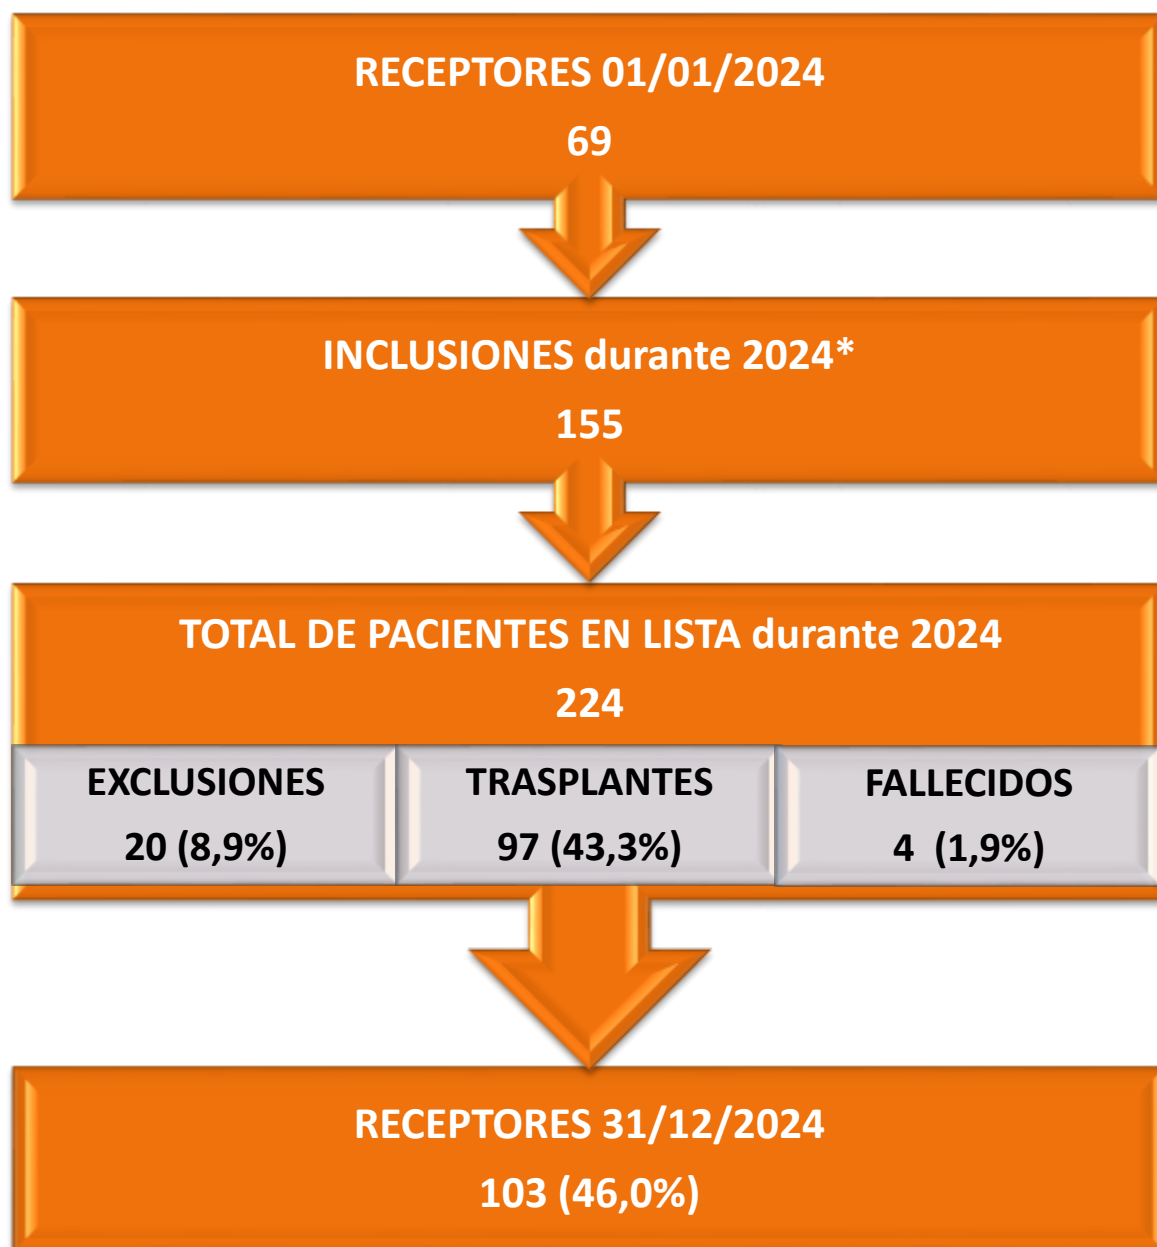 RECEPTORES 01/01/2024
69
INCLUSIONES durante 2024*
155
TOTAL DE PACIENTES EN LISTA durante 2024
224
EXCLUSIONES
20 (8,9%)
TRASPLANTES
97 (43,3%)
FALLECIDOS
4 (1,9%)
RECEPTORES 31/12/2024
103 (46,0%)